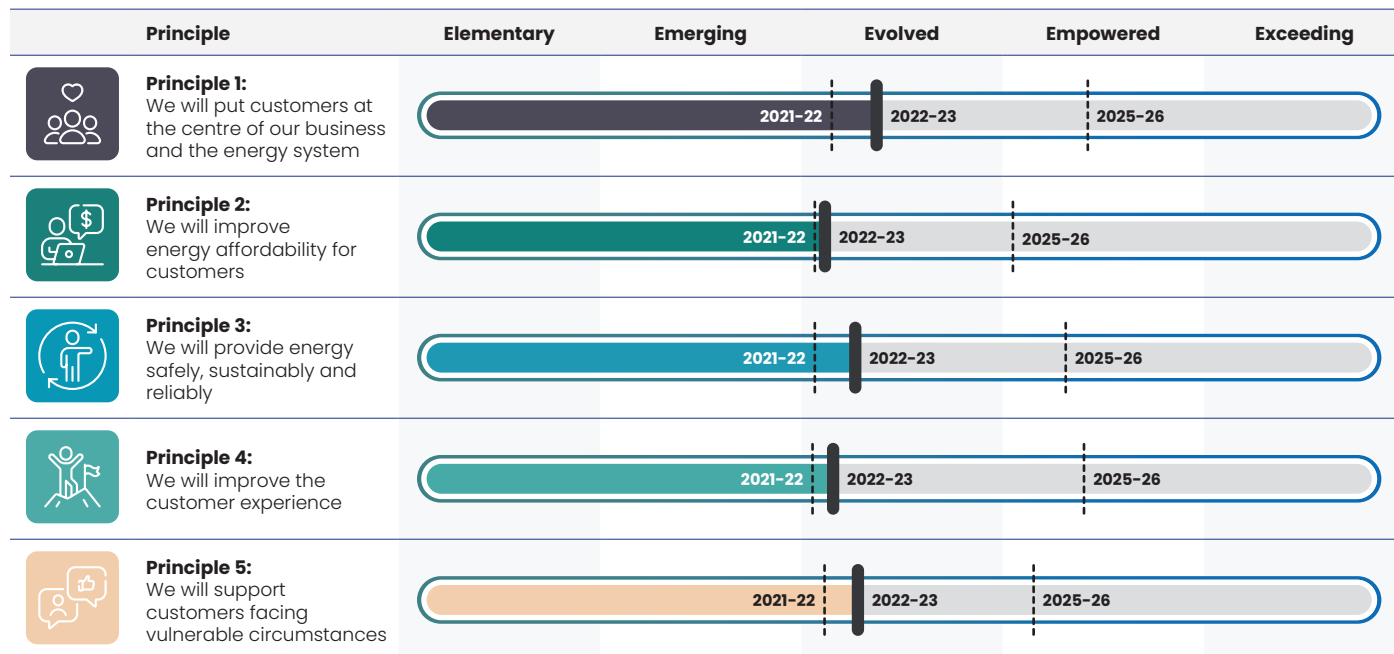 Principle Elementary Emerging Evolved Empowered Exceeding
Principle 1:
We will put customers at
the centre of our business
and the energy system
2021-22 2022-23 2025-26
Principle 2:
We will improve
energy affordability for
customers
$
2021-22 2022-23 2025-26
Principle 3:
We will provide energy
safely, sustainably and
reliably
2021-22 2022-23 2025-26
Principle 4:
We will improve the
customer experience
2021-22 2022-23 2025-26
Principle 5:
We will support
customers facing
vulnerable circumstances
2021-22 2022-23 2025-26